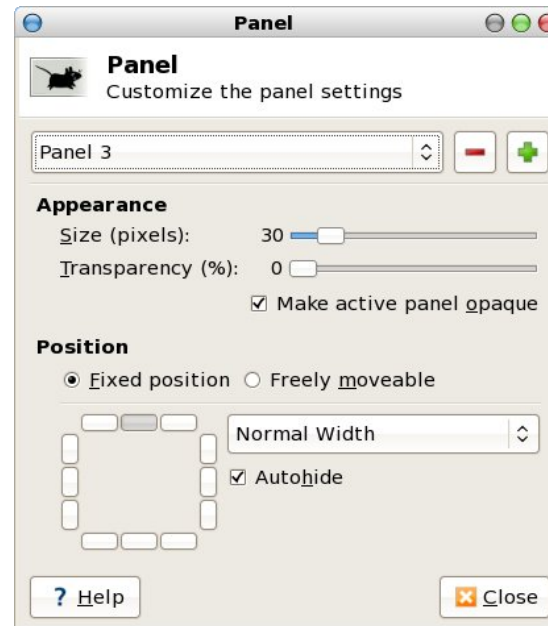 Panel
Panel
Customize the panel settings
Panel 3
Appearance
Size (pixels): 30
Transparency (%): 0
Make active panel opaque
Position
Fixed position Freely moveable
Normal Width
Autohide
? Help Close